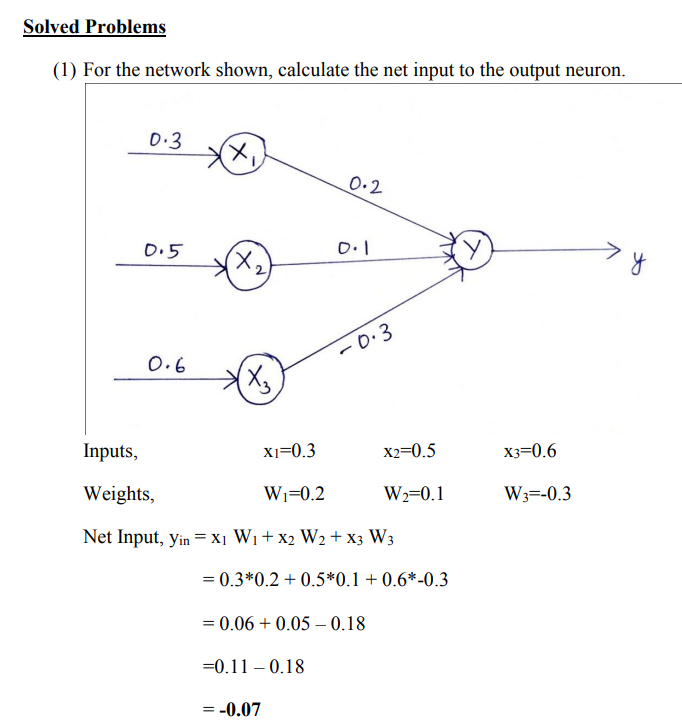 Solved Problems
(1) For the network shown, calculate the net input to the output neuron.
0.3
X1
0.2
0.5
X2
0.1
Y
y
0.6
X3
-0.3
Inputs, x1=0.3 x2=0.5 x3=0.6
Weights, W1=0.2 W2=0.1 W3=-0.3
Net Input, yin = x1 W1 + x2 W2 + x3 W3
= 0.3*0.2 + 0.5*0.1 + 0.6*-0.3
= 0.06 + 0.05 – 0.18
=0.11 – 0.18
= -0.07